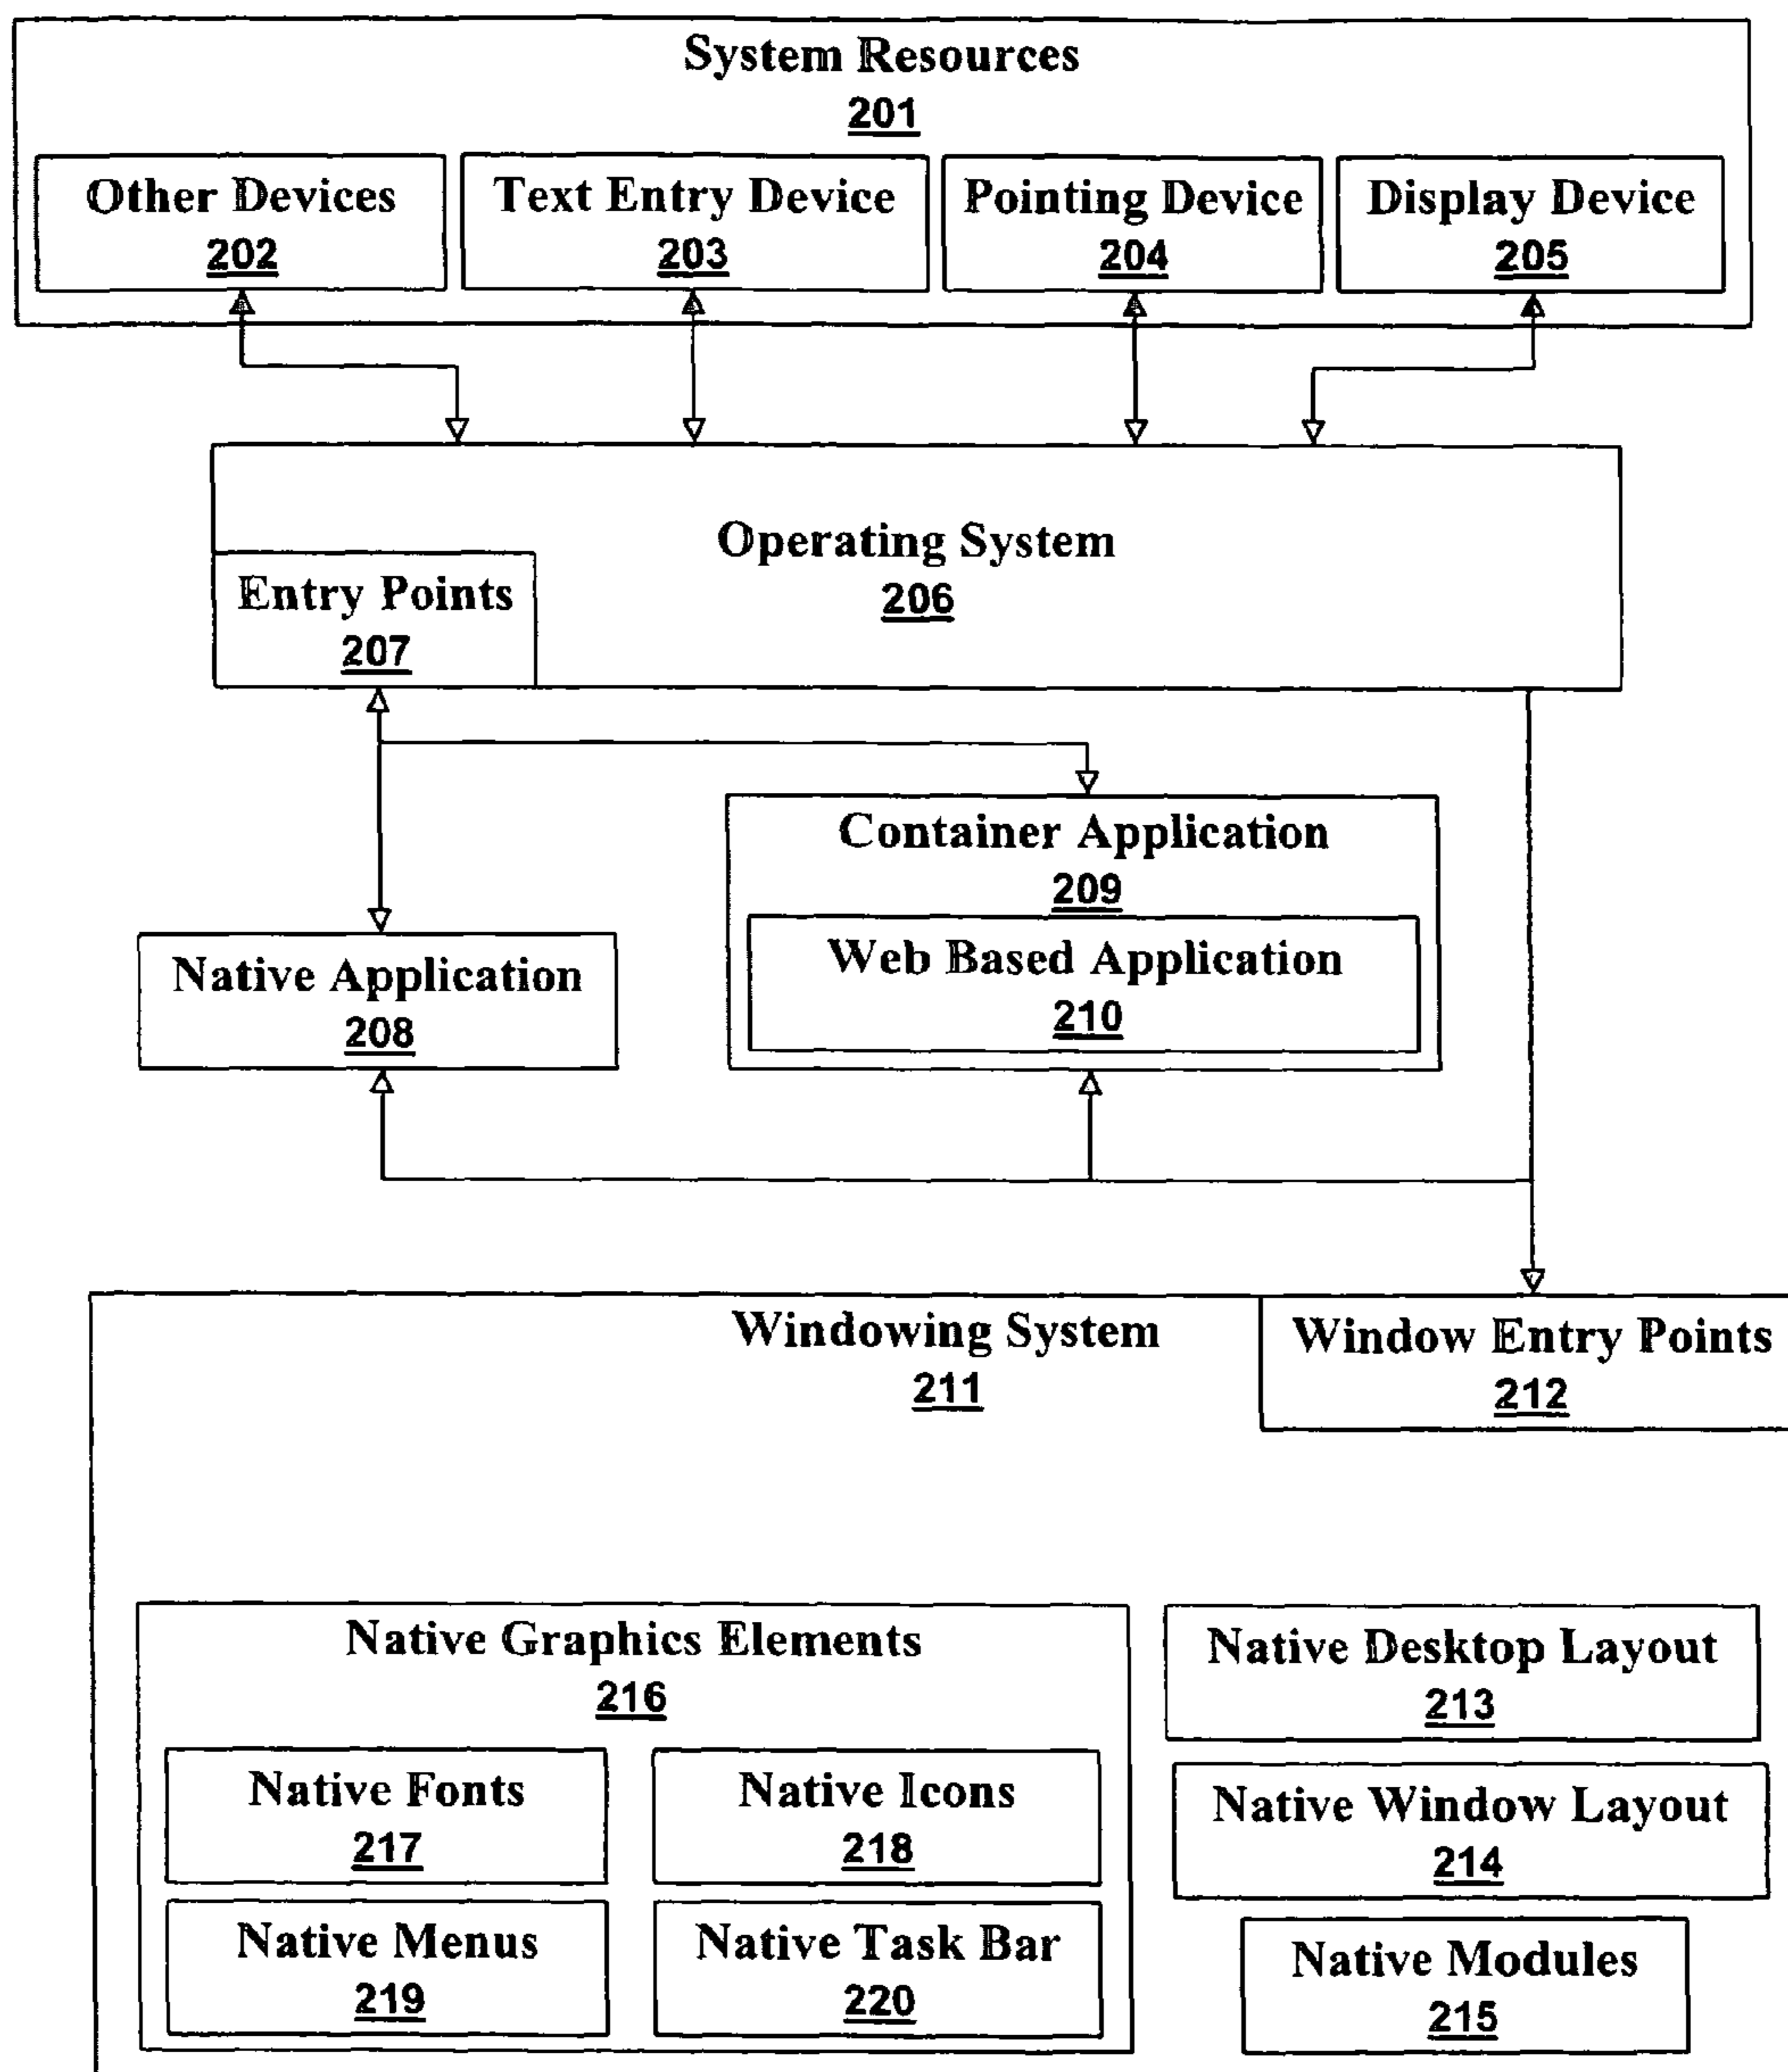 System Resources
201
Other Devices
202
Text Entry Device
203
Pointing Device
204
Display Device
205
Operating System
206
Entry Points
207
Container Application
209
Web Based Application
210
Native Application
208
Windowing System
211
Window Entry Points
212
Native Graphics Elements
216
Native Fonts
217
Native Icons
218
Native Menus
219
Native Task Bar
220
Native Desktop Layout
213
Native Window Layout
214
Native Modules
215